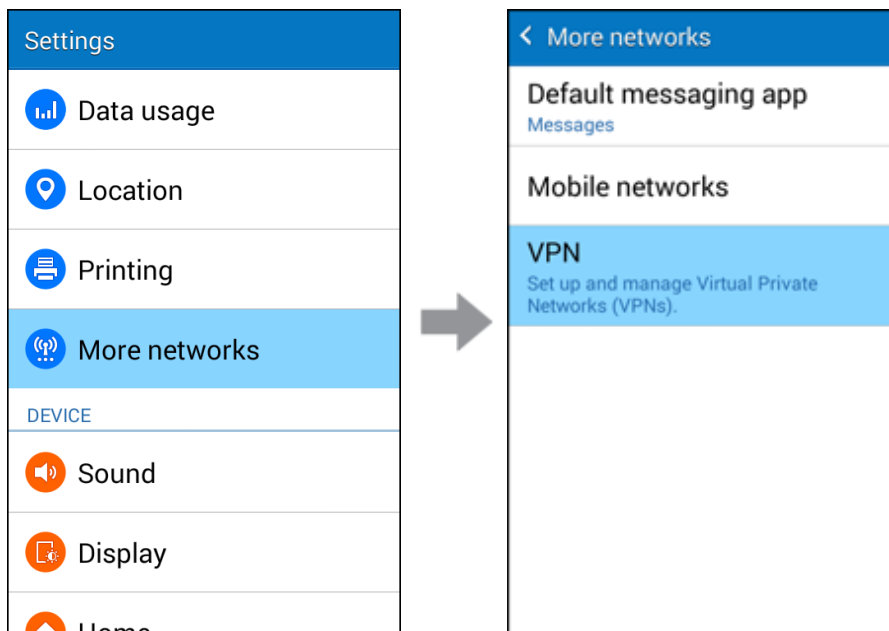 Settings
Data usage
Location
Printing
More networks
DEVICE
Sound
Display
More networks
Default messaging app
Messages
Mobile networks
VPN
Set up and manage Virtual Private
Networks (VPNs).